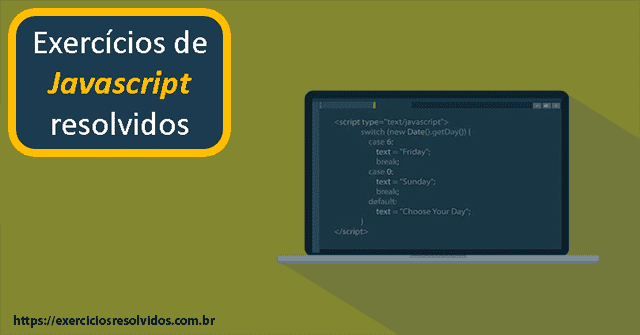 Exercícios de
Javascript
resolvidos
<script type="text/javascript">
switch (new Date().getDay()) {
case 6:
text = "Friday";
break;
case 0:
text = "Sunday";
break;
default:
text = "Choose Your Day";
}
</script>
https://exerciciosresolvidos.com.br